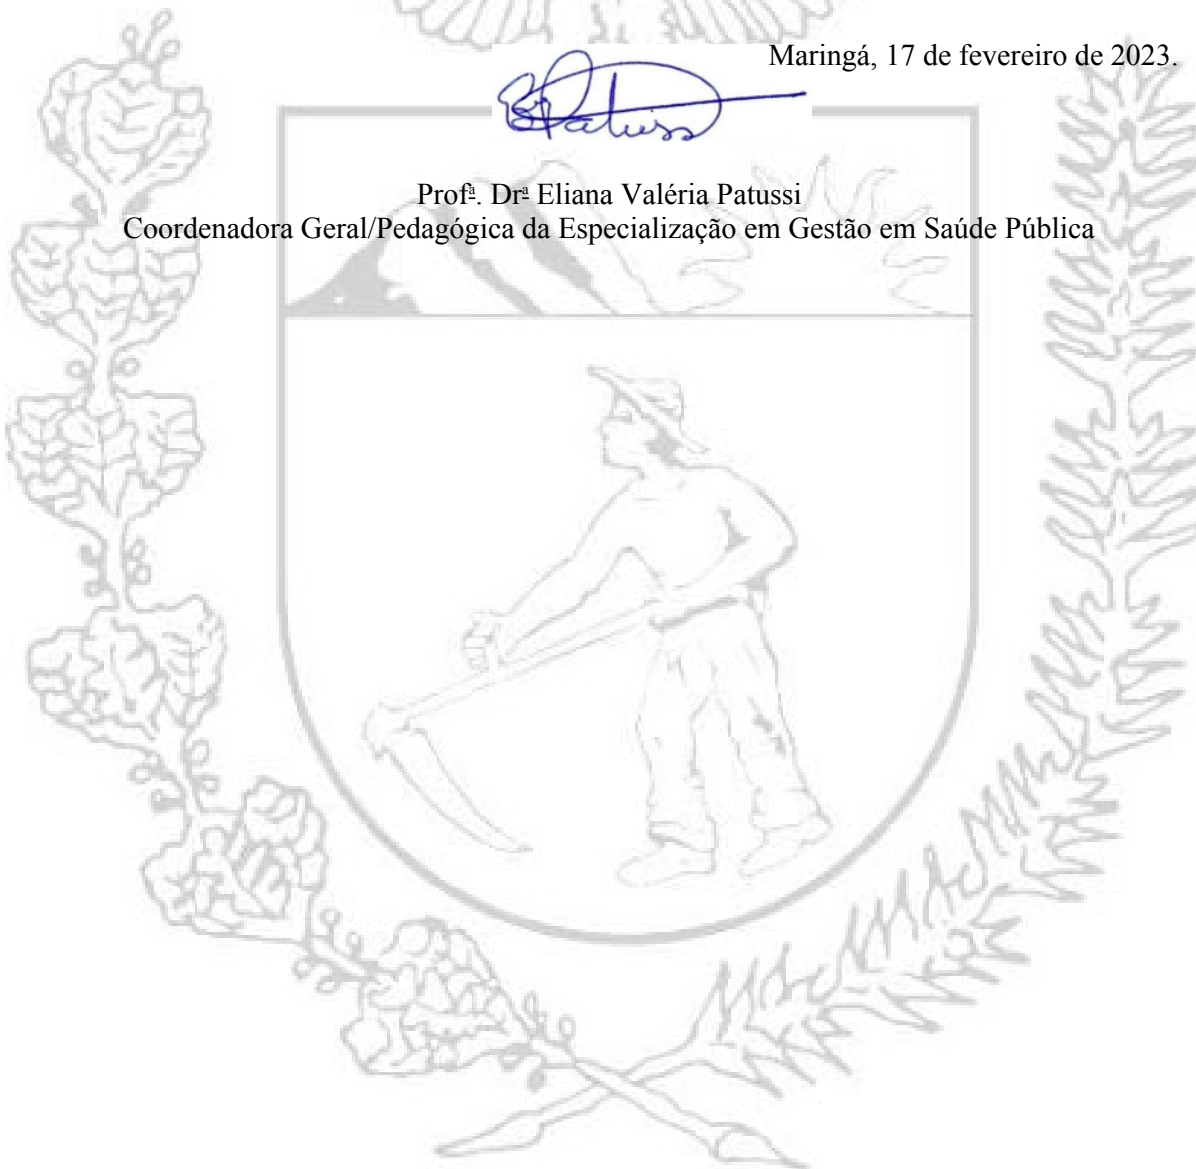 Maringá, 17 de fevereiro de 2023.
Patussi
Profª. Drª Eliana Valéria Patussi
Coordenadora Geral/Pedagógica da Especialização em Gestão em Saúde Pública